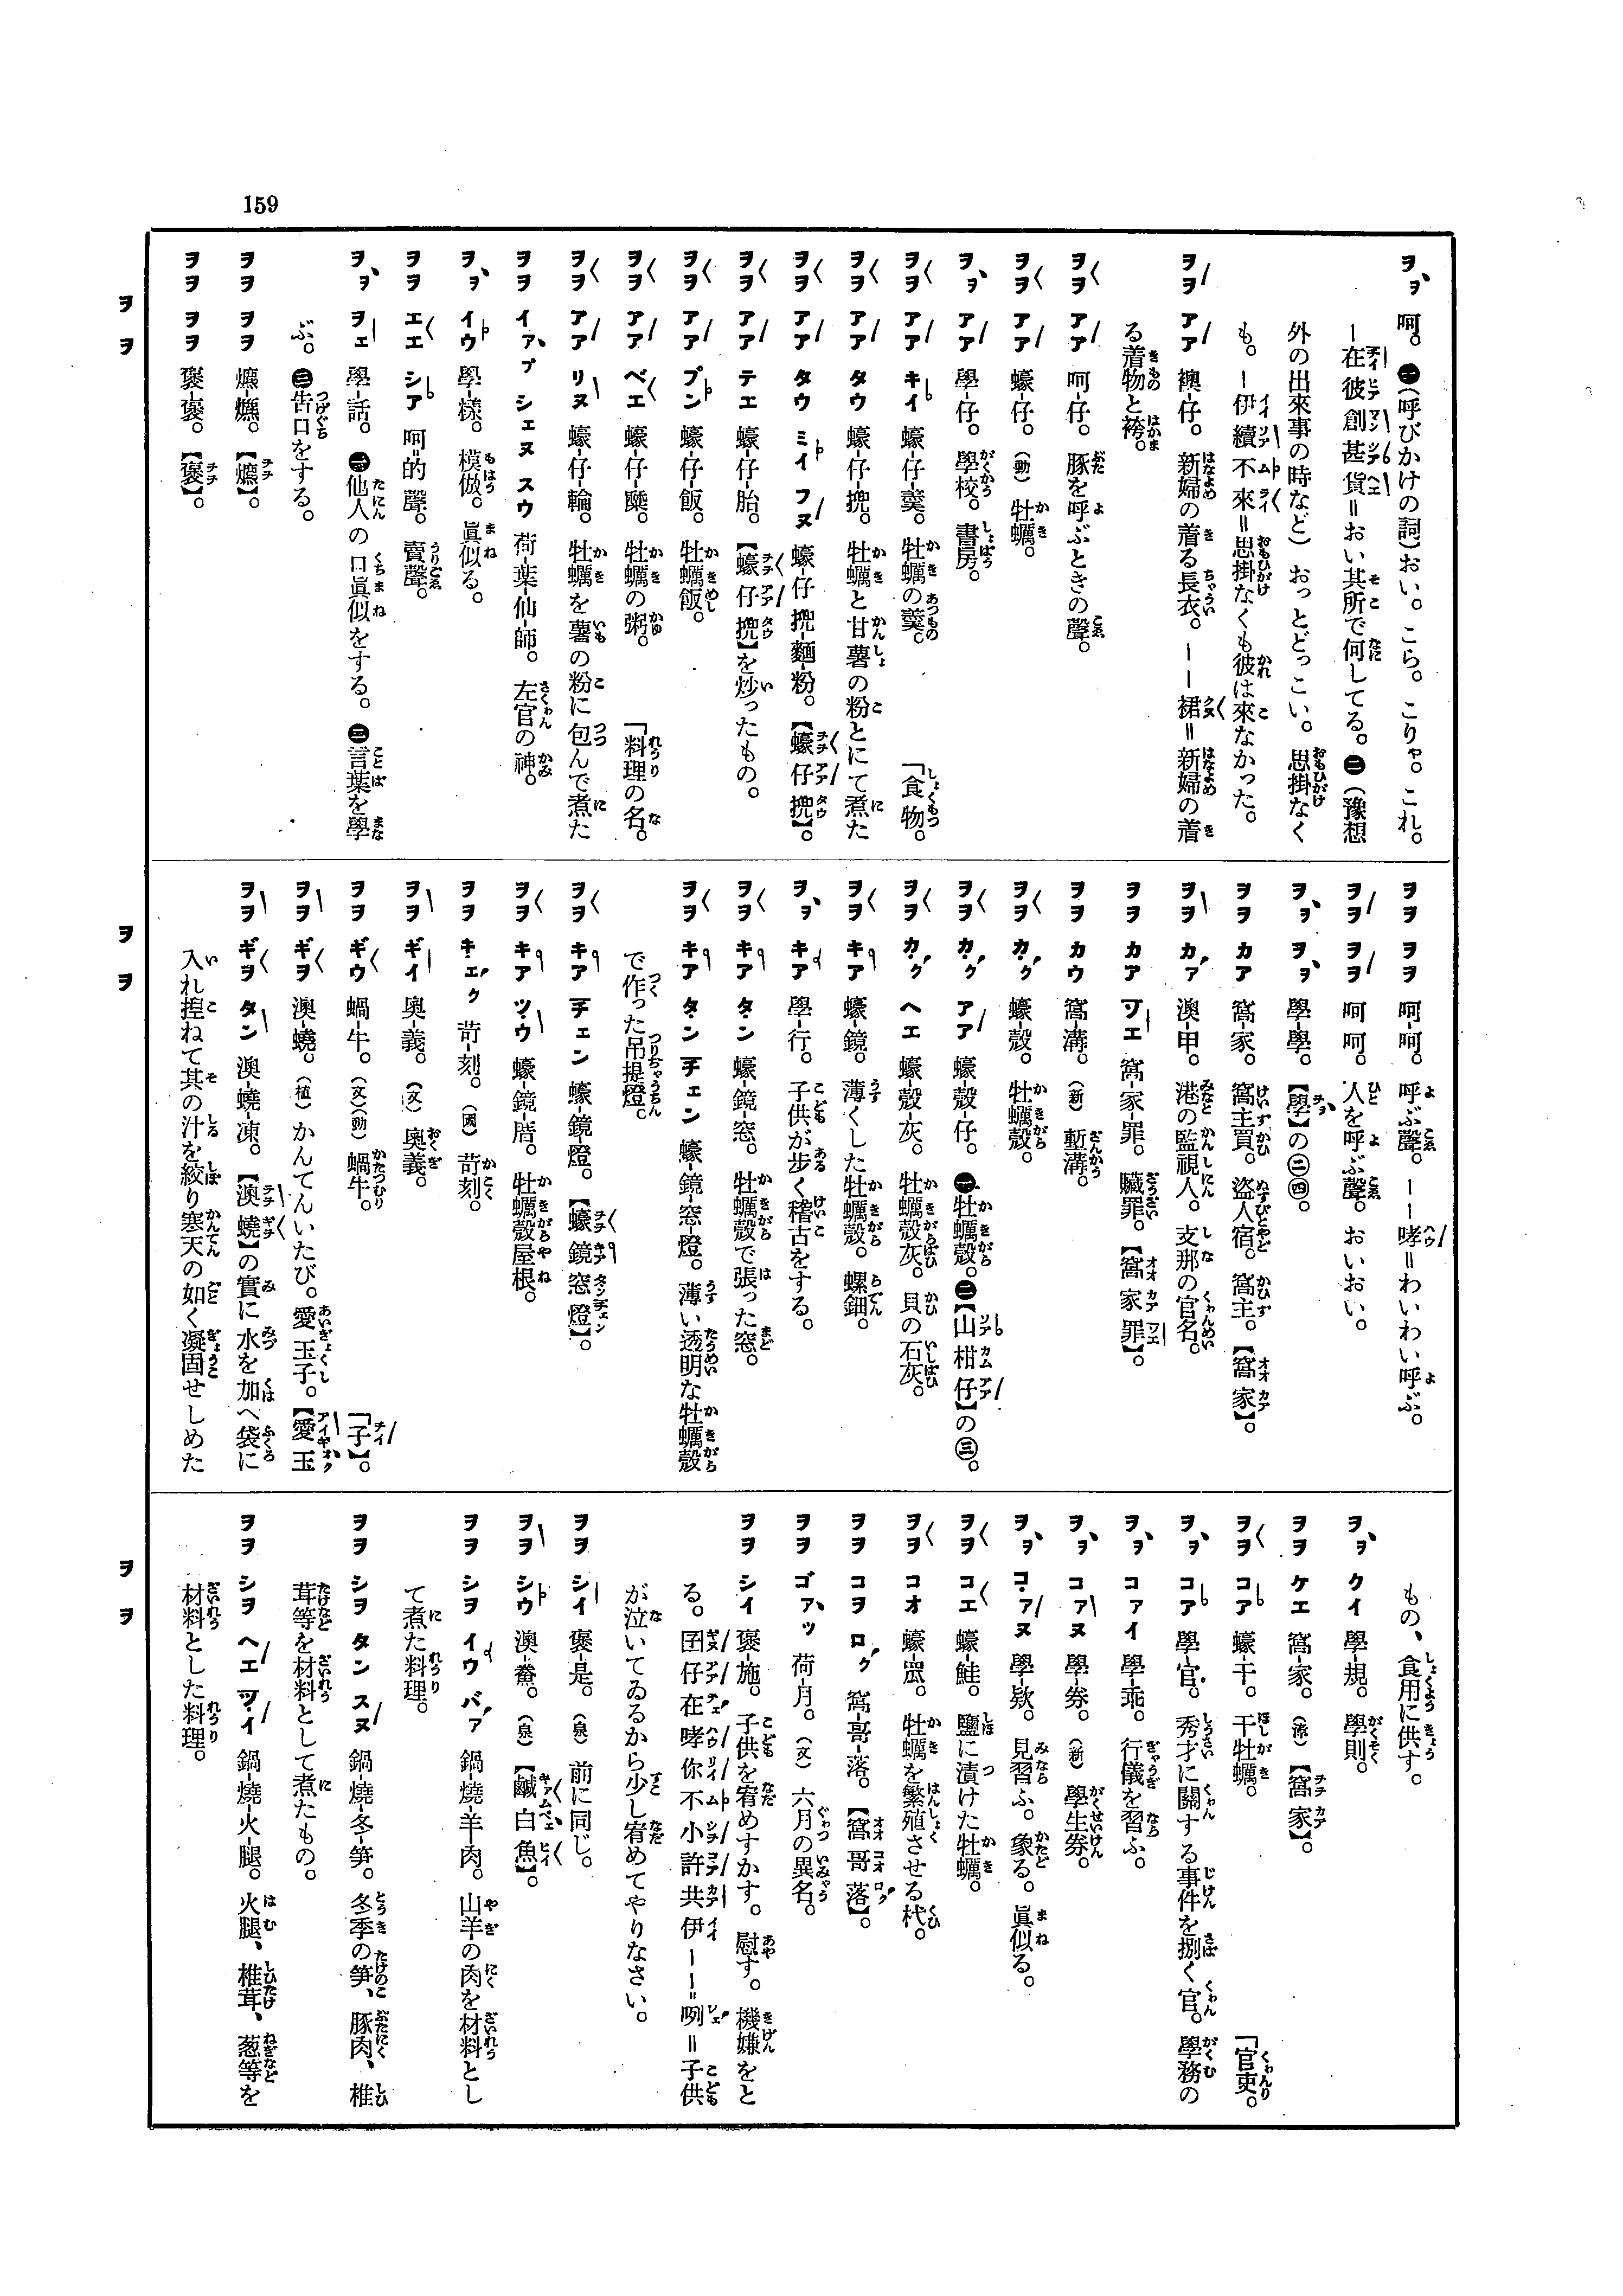 159
ヲヲ 呵。 ㊀(呼びかけの詞)おい。こら。こりゃ。これ。
—在彼創甚貨=おい其所で何してる。㊁(豫想
外の出來事の時など) おっとどっこい。思掛なく
も。—伊續不來=思掛なくも彼は來なかった。
ヲヲ アア 襖-仔。 新婦の着る長衣。——裙=新婦の着
る着物と袴。
ヲヲ アア 呵-仔。 豚を呼ぶときの聲。
ヲヲ アア 蠔-仔。 (動) 牡蠣。
ヲヲ アア 學-仔。 學校。書房。
ヲヲ アア キイ 蠔-仔-羹。 牡蠣の羹。 「食物。
ヲヲ アア タウ 蠔-仔-㧣。 牡蠣と甘薯の粉とにて煮た
ヲヲ アア タウ ミイ フヌ 蠔-仔-㧣-麵-粉。【蠔仔㧣】。
ヲヲ アア テエ 蠔-仔-胎。【蠔仔㧣】を炒ったもの。
ヲヲ アア プン 蠔-仔-飯。 牡蠣飯。
ヲヲ アア ベエ 蠔-仔-糜。 牡蠣の粥。 「料理の名。
ヲヲ アア リヌ 蠔-仔-輪。 牡蠣を薯の粉に包んで煮た
ヲヲ イァプ シェヌ スウ 荷-葉-仙-師。 左官の神。
ヲヲ イウ 學-樣。 模倣。眞似る。
ヲヲ エエ シア 呵=的 聲。 賣聲。
ヲヲ ヲェ 學-話。 ㊀他人の口眞似をする。㊁言葉を學
ぶ。㊂告口をする。
ヲヲ ヲヲ 𤓓-𤓓。【𤓓】。
ヲヲ ヲヲ 褒-褒。【褒】。
ヲヲ ヲヲ 呵-呵。 呼ぶ聲。——哮=わいわい呼ぶ。
ヲヲ ヲヲ 呵 呵。 人を呼ぶ聲。おいおい。
ヲヲ ヲヲ 學-學。【學】の㊁㊃。
ヲヲ カア 窩-家。 窩主買。盜人宿。窩主。【窩家】。
ヲヲ カァ 澳-甲。 港の監視人。支那の官名。
ヲヲ カア ツエ 窩-家-罪。 贓罪。【窩家罪】。
ヲヲ カウ 窩-溝。 (新) 塹溝。
ヲヲ カク 蠔-殼。 牡蠣殼。
ヲヲ カク アア 蠔-殼-仔。 ㊀牡蠣殼。㊁【山柑仔】の㊂。
ヲヲ カク ヘエ 蠔-殼-灰。 牡蠣殼灰。貝の石灰。
ヲヲ キア 蠔-鏡。 薄くした牡蠣殼。螺鈿。
ヲヲ キア 學-行。 子供が歩く稽古をする。
ヲヲ キア タン 蠔-鏡-窓。 牡蠣殼で張った窓。
ヲヲ キア タン チェン 蠔-鏡-窓-燈。 薄い透明な牡蠣殼
で作った吊提燈。
ヲヲ キア チェン 蠔-鏡-燈。【蠔鏡窓燈】。
ヲヲ キア ツウ 蠔-鏡-厝。 牡蠣殼屋根。
ヲヲ キェク 苛-刻。 (國) 苛刻。
ヲヲ ギイ 奧-義。 (文) 奧義。
ヲヲ ギウ 蝸-牛。 (文)(動) 蝸牛。 「子】。
ヲヲ ギヲ 澳-蟯。 (植) かんてんいたび。愛玉子。【愛玉
ヲヲ ギヲ タン 澳-蟯-凍。【澳蟯】の實に水を加へ袋に
入れ揑ねて其の汁を絞り寒天の如く凝固せしめた
もの、食用に供す。
ヲヲ クイ 學-規。 學則。
ヲヲ ケエ 窩-家。 (漳)【窩家】。
ヲヲ コア 蠔-干。 干牡蠣。 「官吏。
ヲヲ コア 學-官。 秀才に關する事件を捌く官。學務の
ヲヲ コァイ 學-乖。 行儀を習ふ。
ヲヲ コァヌ 學-券。 (新) 學生券。
ヲヲ コァヌ 學-欵。 見習ふ。象る。眞似る。
ヲヲ コエ 蠔-鮭。 鹽に漬けた牡蠣。
ヲヲ コオ 蠔-罛。 牡蠣を繁殖させる杙。
ヲヲ コヲ ロク 窩-哥-落。【窩哥落】。
ヲヲ ゴァッ 荷-月。 (文) 六月の異名。
ヲヲ シイ 褒-施。 子供を宥めすかす。慰す。機嫌をと
る。囝仔在哮你不小許共伊——=咧=子供
が泣いてゐるから少し宥めてやりなさい。
ヲヲ シイ 褒-是。 (泉) 前に同じ。
ヲヲ シウ 澳-鮝。 (泉)【鹹白魚】。
ヲヲ シヲ イウ バァ 鍋-燒-羊-肉。 山羊の肉を材料とし
て煮た料理。
ヲヲ シヲ タン スヌ 鍋-燒-冬-笋。 冬季の笋、豚肉、椎
茸等を材料として煮たもの。
ヲヲ シヲ ヘエ ツイ 鍋-燒-火-腿。 火腿、椎茸、葱等を
材料とした料理。
ヲヲ
ヲヲ
ヲヲ